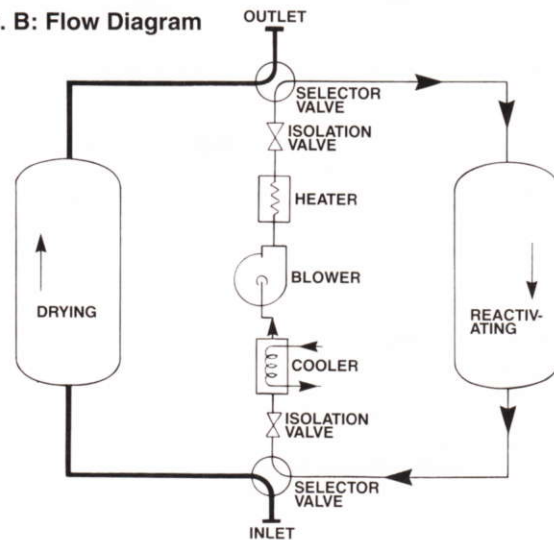 . B: Flow Diagram
OUTLET
SELECTOR
VALVE
ISOLATION
VALVE
HEATER
BLOWER
DRYING
REACTIV-
ATING
COOLER
ISOLATION
VALVE
SELECTOR
VALVE
INLET